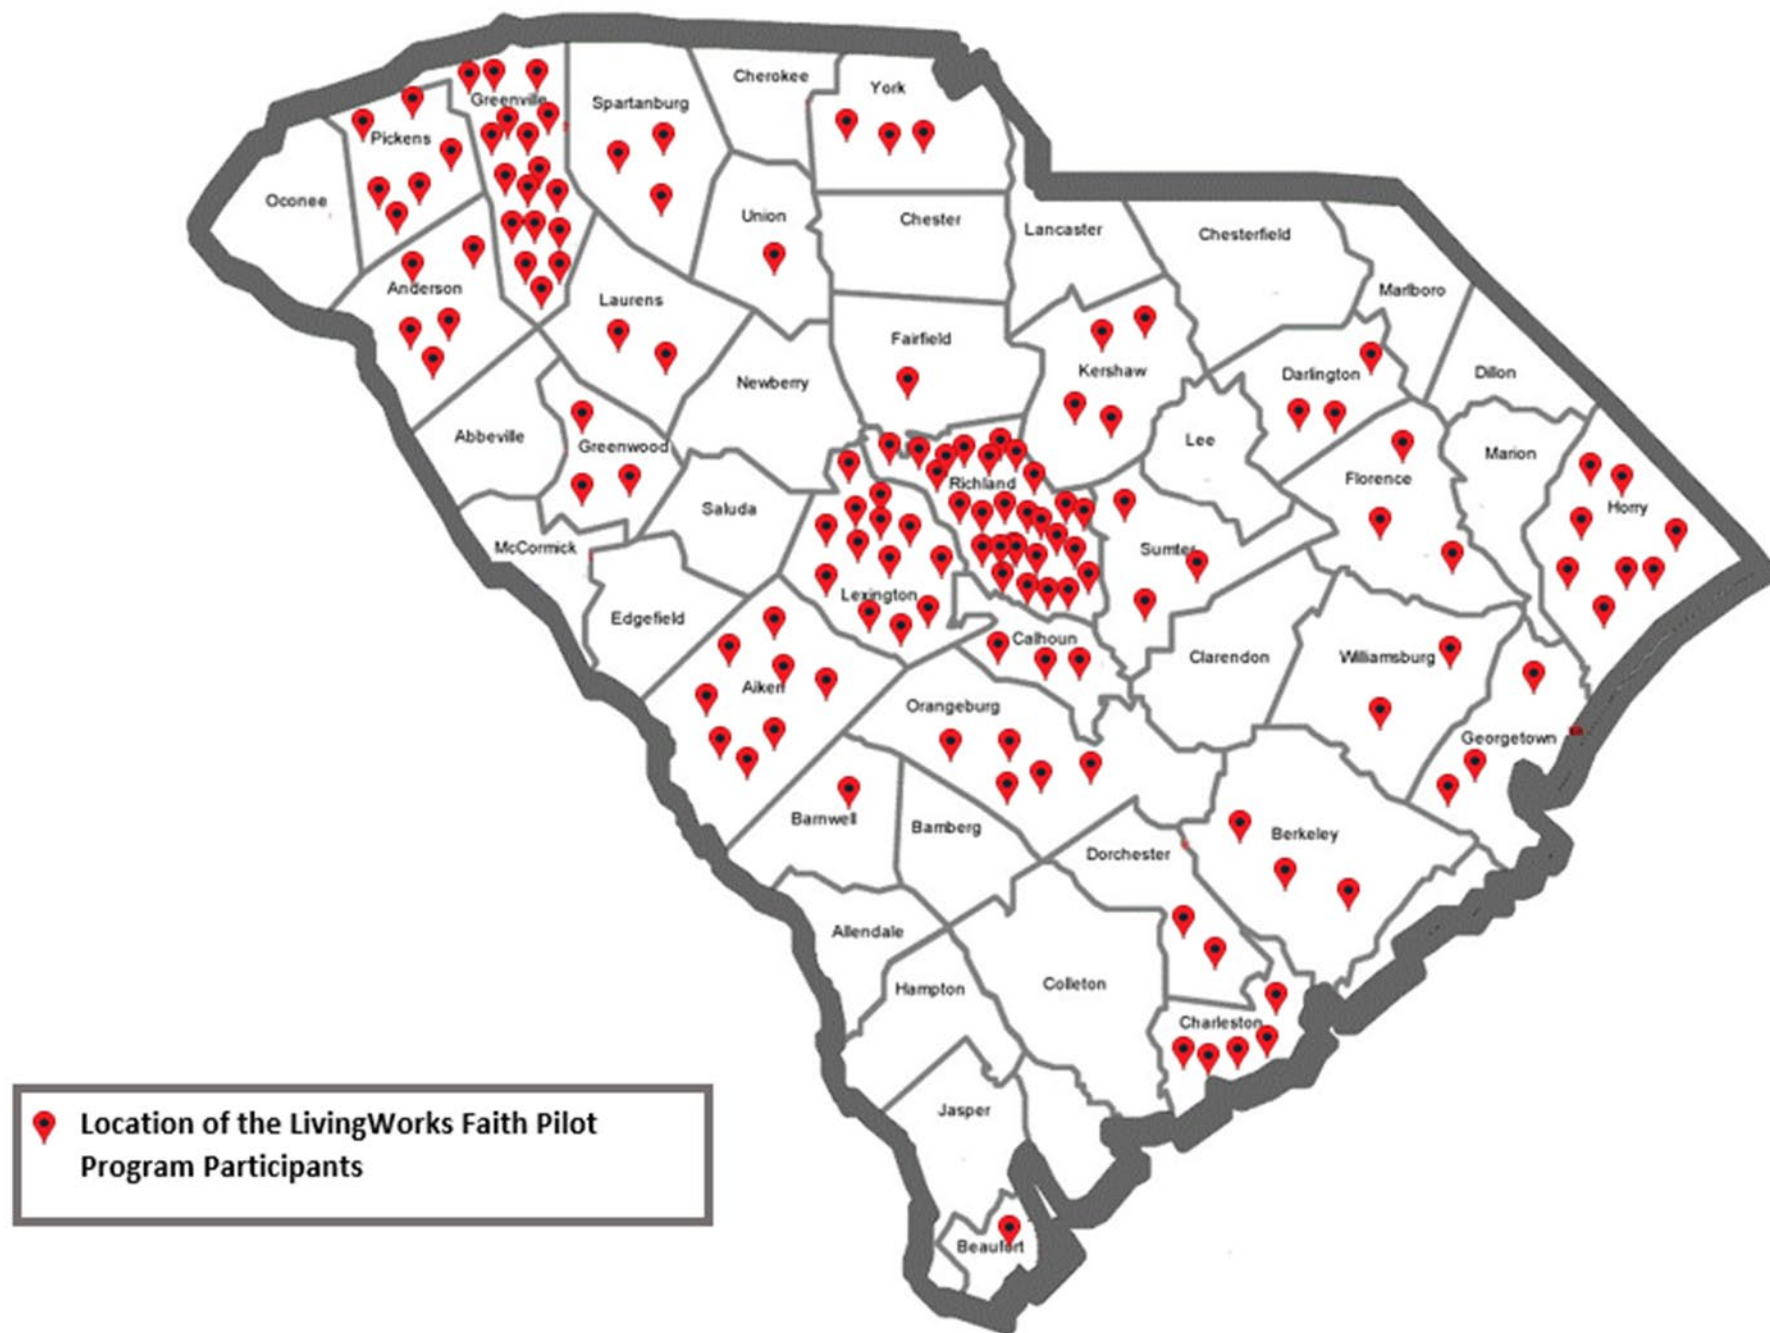 Cherokee
York
Greenville
Spartanburg
Pickens
Oconee
Union
Chester
Lancaster
Chesterfield
Anderson
Marlboro
Laurens
Fairfield
Kershaw
Darlington
Dillon
Newberry
Abbeville
Greenwood
Lee
Marion
Richland
Florence
Saluda
Horry
McCormick
Sumter
Lexington
Edgefield
Calhoun
Clarendon
Williamsburg
Aiken
Orangeburg
Georgetown
Barnwell
Bamberg
Berkeley
Dorchester
Allendale
Hampton
Colleton
Charleston
Jasper
Location of the LivingWorks Faith Pilot
Program Participants
Beaufort